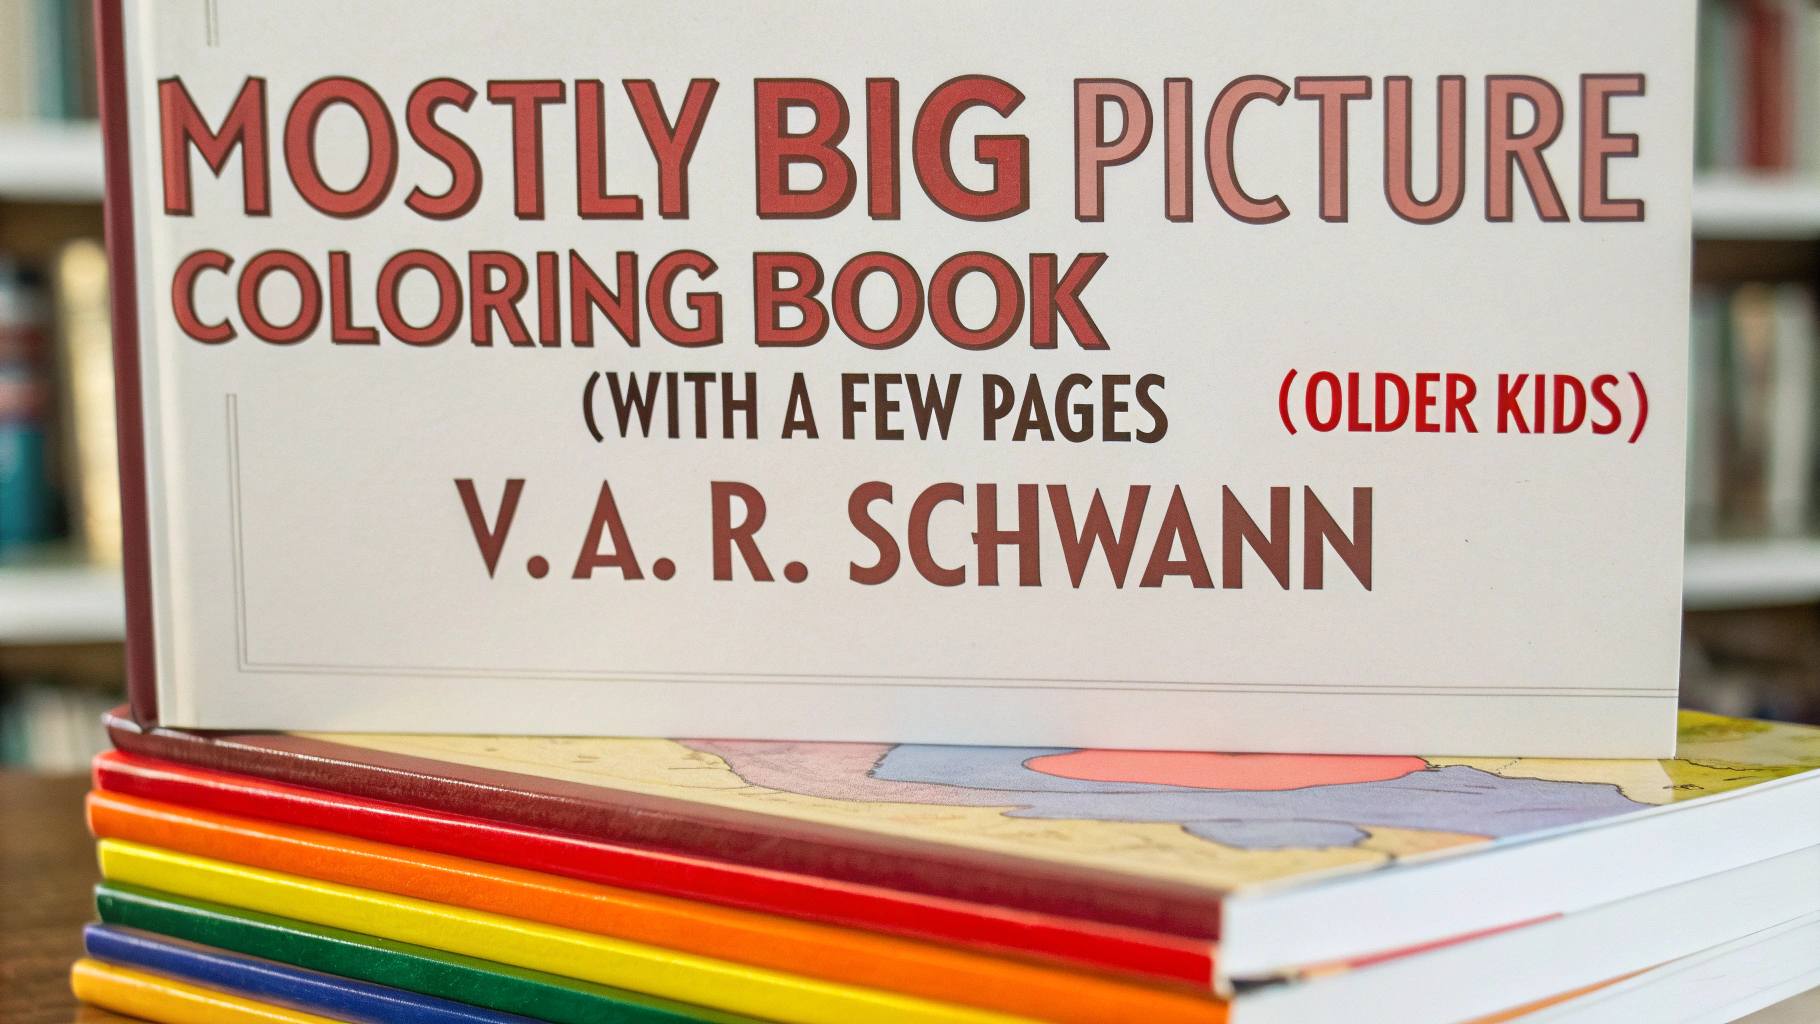 MOSTLY BIG PICTURE
COLORING BOOK
(WITH A FEW PAGES (OLDER KIDS)
V. A. R. SCHWANN